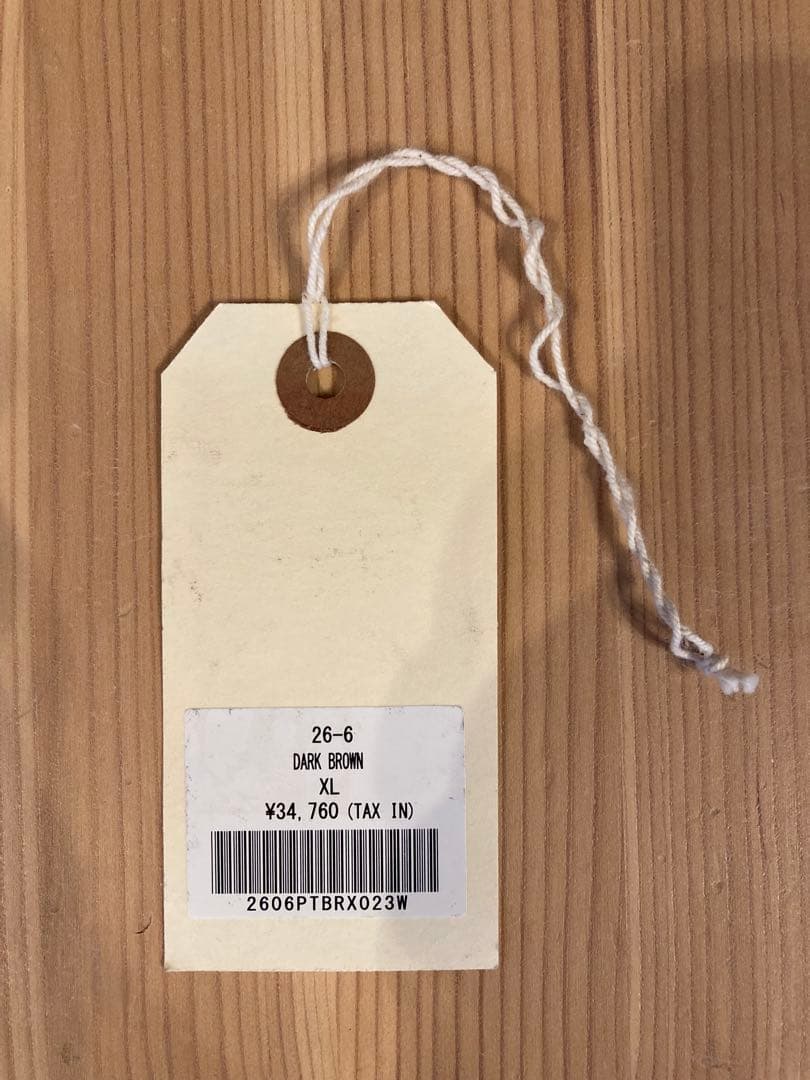 26-6
DARK BROWN
XL
¥34,760 (TAX IN)
2606PTBRX023W